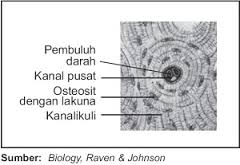 Pembuluh
darah
Kanal pusat
Osteosit
dengan lakuna
Kanalikuli
Sumber: Biology, Raven & Johnson